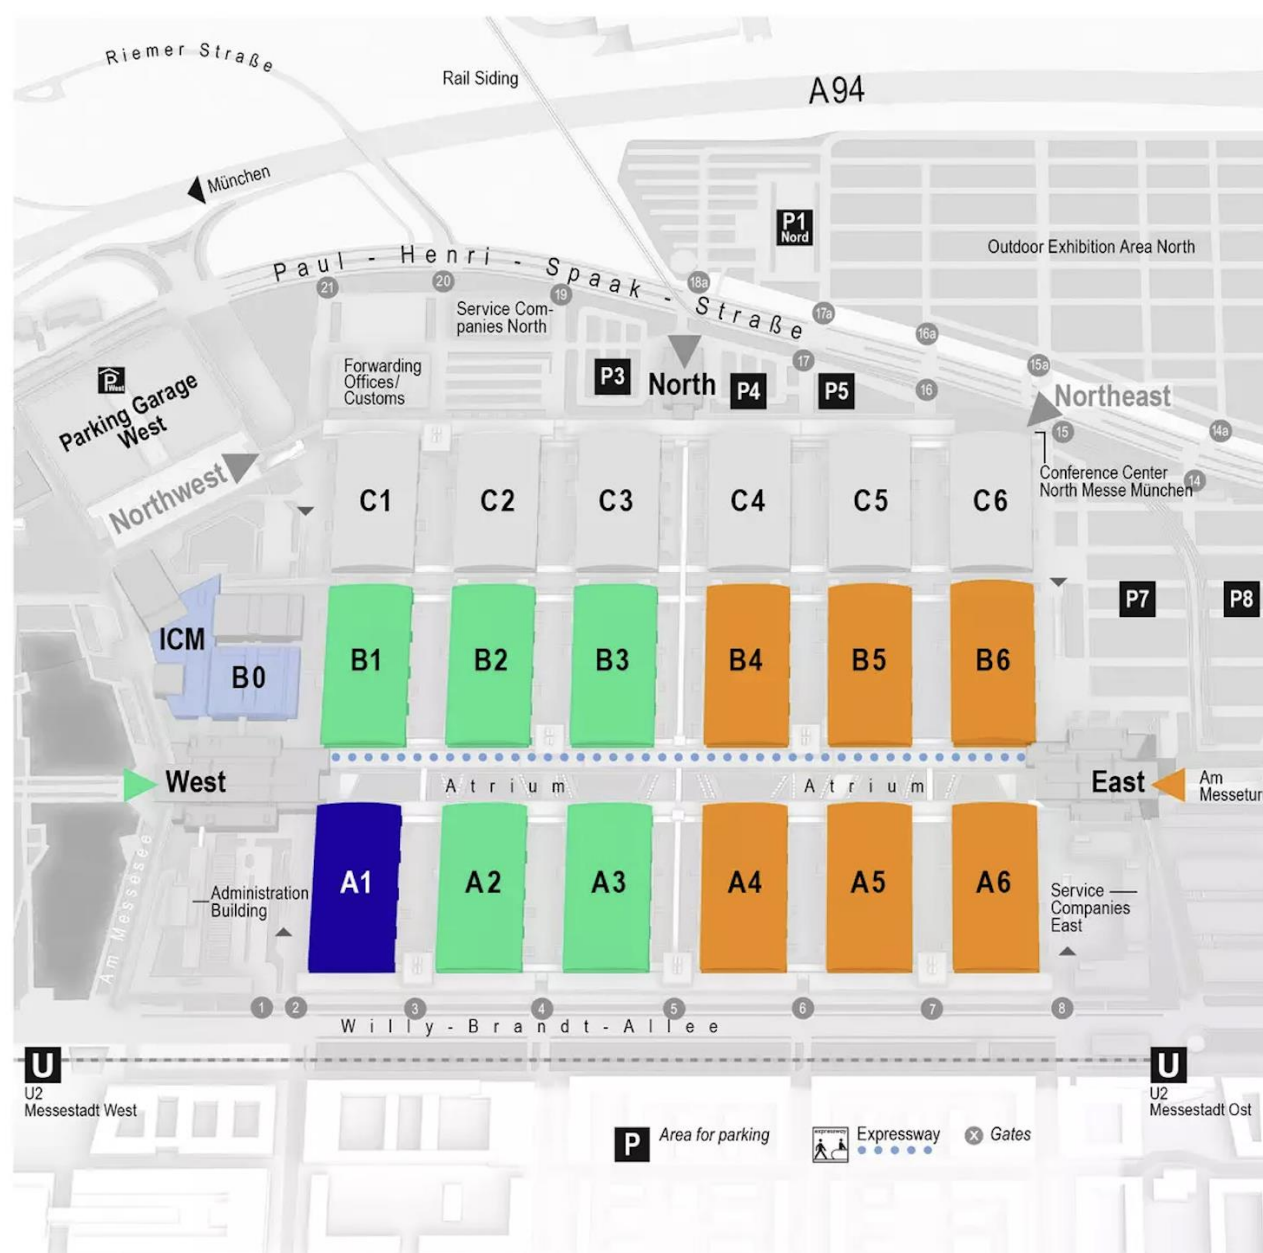 Riemer Straße
Rail Siding
A94
München
P1
Nord
Outdoor Exhibition Area North
Paul-Henri-Spaak-Straße
21
20
19
18a
17a
16a
15a
14a
Service Com-
panies North
17
16
15
14
Forwarding
Offices/
Customs
P3
North
P4
P5
Northeast
P
West
Parking Garage
West
Northwest
Conference Center
North Messe München
C1
C2
C3
C4
C5
C6
P7
P8
ICM
B0
B1
B2
B3
B4
B5
B6
West
Atrium
Atrium
East
Am
Messetur
Am Messesee
A1
A2
A3
A4
A5
A6
Administration
Building
Service
Companies
East
1
2
3
4
5
6
7
8
Willy-Brandt-Allee
U
U2
Messestadt West
U
U2
Messestadt Ost
P
Area for parking
expressway
Expressway
X
Gates